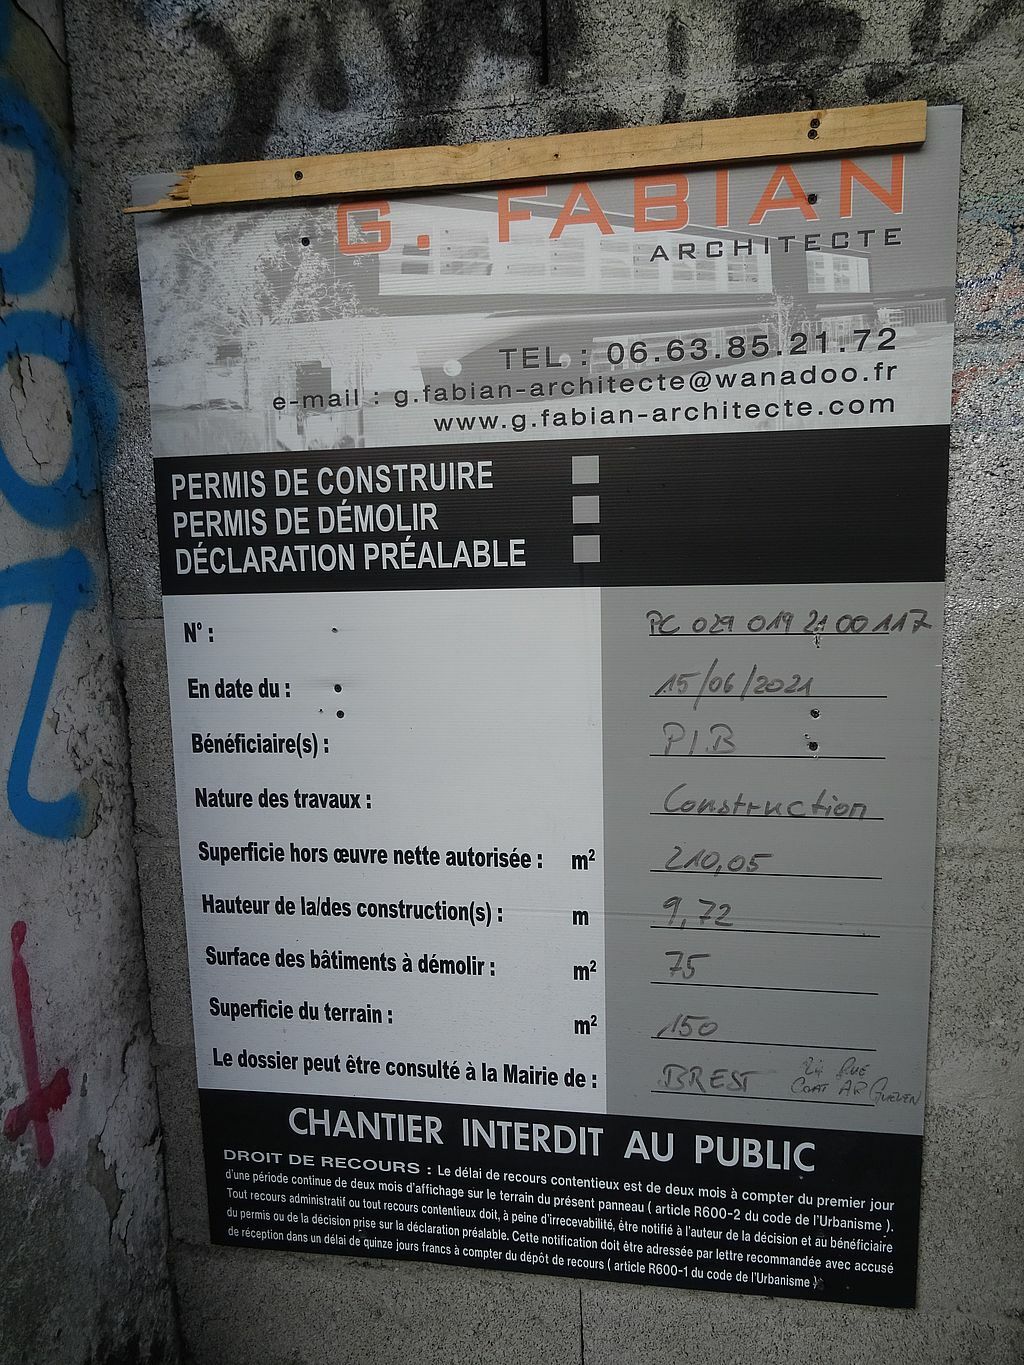 G. FABIAN
ARCHITECTE
TEL : 06.63.85.21.72
e-mail : g.fabian-architecte@wanadoo.fr
www.g.fabian-architecte.com
PERMIS DE CONSTRUIRE
PERMIS DE DÉMOLIR
DÉCLARATION PRÉALABLE
N° : PC 029 019 21 00117
En date du : 15/06/2021
Bénéficiaire(s) : PIB
Nature des travaux : Construction
Superficie hors œuvre nette autorisée : m² 210,05
Hauteur de la/des construction(s) : m 9,72
Surface des bâtiments à démolir : m² 75
Superficie du terrain : m² 150
Le dossier peut être consulté à la Mairie de : BREST 24 RUE
COAT AR GUEVEN
CHANTIER INTERDIT AU PUBLIC
DROIT DE RECOURS : Le délai de recours contentieux est de deux mois à compter du premier jour
d'une période continue de deux mois d'affichage sur le terrain du présent panneau ( article R600-2 du code de l'Urbanisme ).
Tout recours administratif ou tout recours contentieux doit, à peine d'irrecevabilité, être notifié à l'auteur de la décision et au bénéficiaire
du permis ou de la décision prise sur la déclaration préalable. Cette notification doit être adressée par lettre recommandée avec accusé
de réception dans un délai de quinze jours francs à compter du dépôt de recours ( article R600-1 du code de l'Urbanisme )